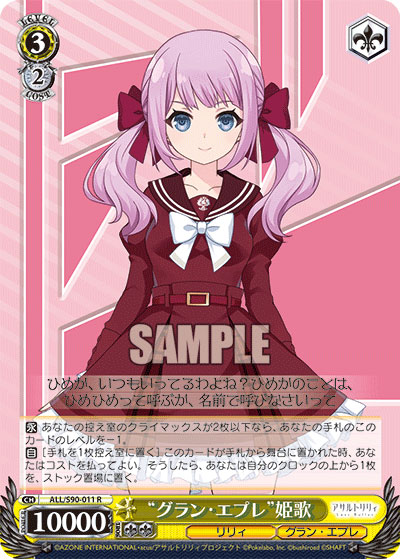 LEVEL
3
2
COST
SAMPLE
ひめが、いつもいってるわよね?ひめかのことは、
ひめひめって呼ぶか、名前で呼びなさいって
永 あなたの控え室のクライマックスが2枚以下なら、あなたの手札のこの
カードのレベルを-1。
自 [手札を1枚控え室に置く] このカードが舞台に置かれた時、あなた
はコストを払ってよい。そうしたら、あなたは自分のクロックの上から1枚
を、ストック置場に置く。
CH ALL/S90-011 R
10000
“グラン・エプレ”姫歌
アサルトリリィ
リリィ
グラン・エプレ
©AZONE INTERNATIONAL・acus/アサルトリリィプロジェクト ©Pokelabo, Inc. ©bushiroad ©SHAFT